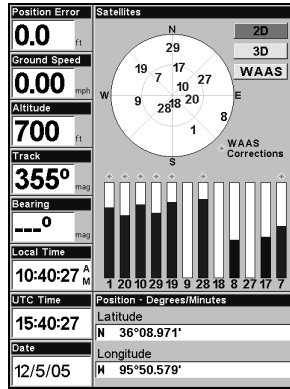 Position Error
0.0 ft
Ground Speed
0.00 mph
Altitude
700 ft
Track
355º mag
Bearing
---º mag
Local Time
10:40:27 AM
UTC Time
15:40:27
Date
12/5/05
Satellites
N
29
19
17
7
27
10
W
9
28
18
20
E
8
1
S
2D
3D
WAAS
+ WAAS
Corrections
+ + + + + + +
1 20 10 29 19 9 28 18 8 27 17 7
Position - Degrees/Minutes
Latitude
N 36°08.971'
Longitude
W 95°50.579'